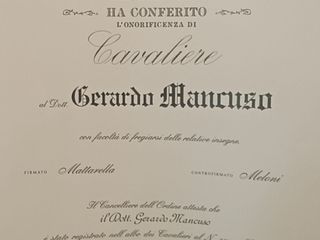 HA CONFERITO
L'ONORIFICENZA DI
Cavaliere
al Dott. Gerardo Mancuso
con facoltà di fregiarsi delle relative insegne.
FIRMATO Mattarella CONTROFIRMATO Meloni
Il Cancelliere dell'Ordine attesta che
il Dott. Gerardo Mancuso
è stato registrato nell'albo dei Cavalieri al N.